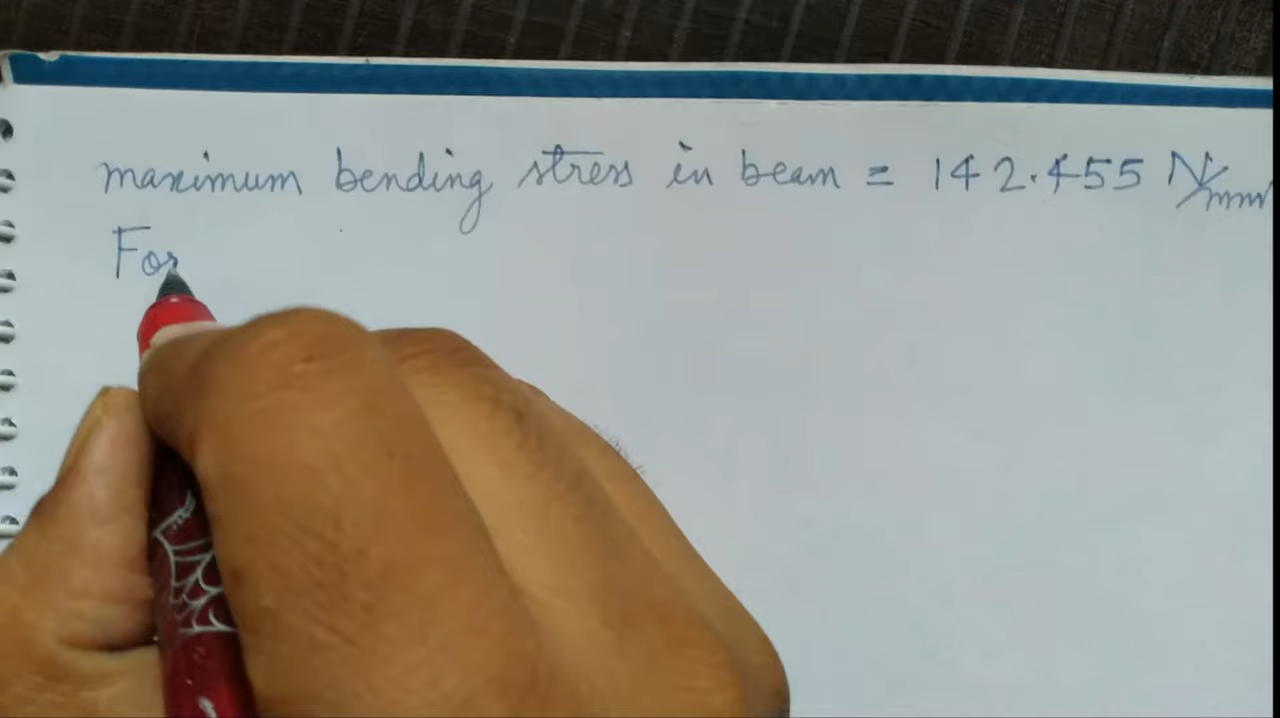 maximum bending stress in beam = 142.455 N/mm
For